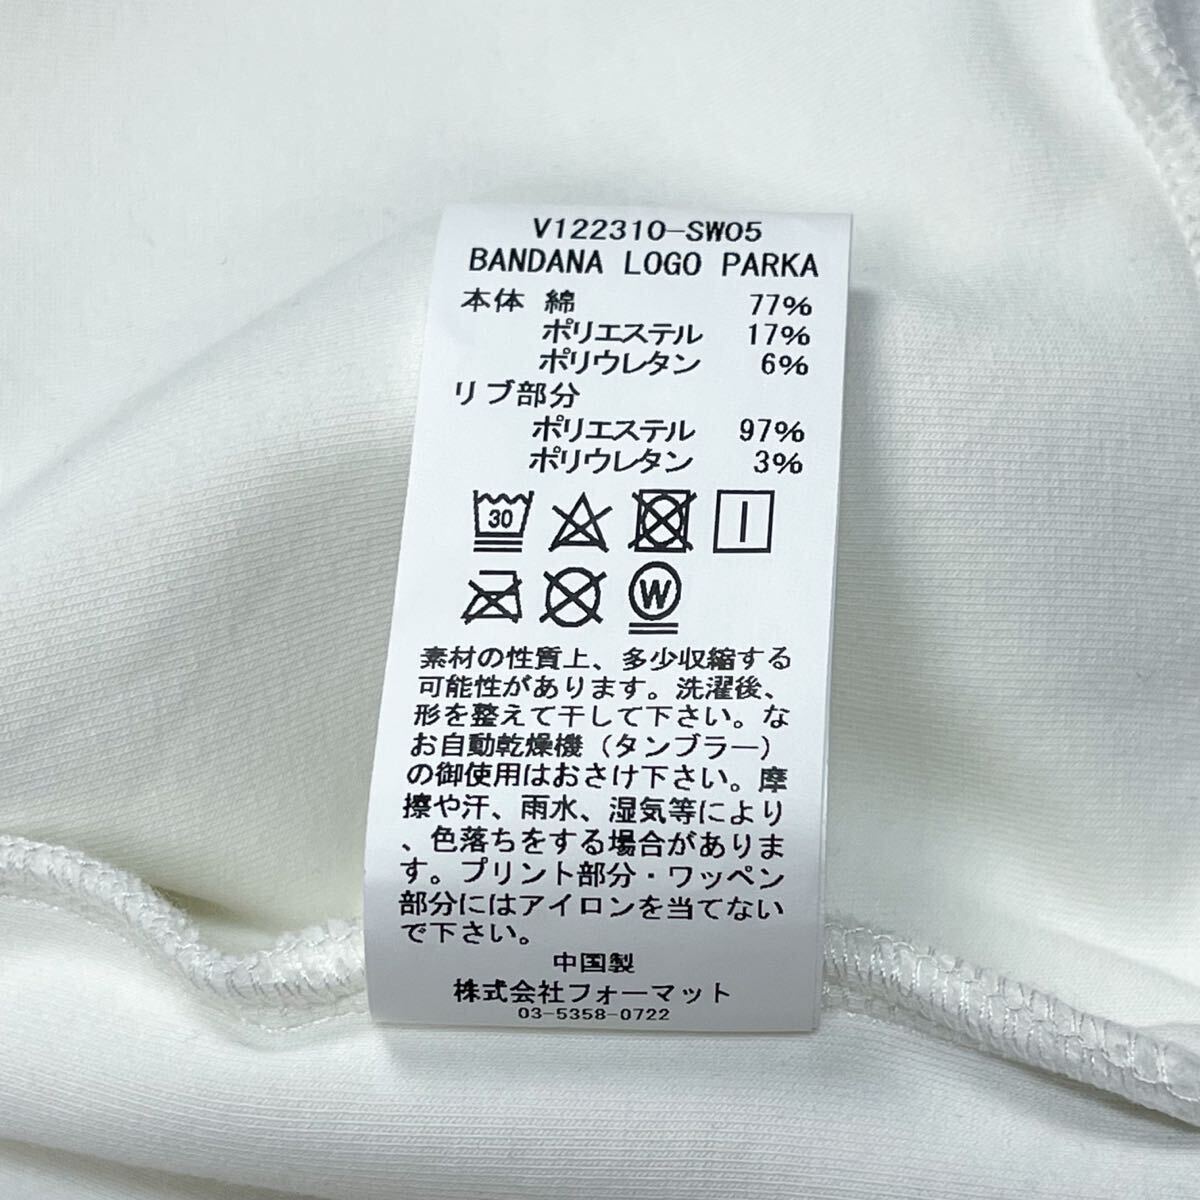 V122310-SW05
BANDANA LOGO PARKA
本体 綿 77%
ポリエステル 17%
ポリウレタン 6%
リブ部分
ポリエステル 97%
ポリウレタン 3%
30
W
素材の性質上、多少収縮する
可能性があります。洗濯後、
形を整えて干して下さい。な
お自動乾燥機（タンブラー）
の御使用はおさけ下さい。摩
擦や汗、雨水、湿気等により
、色落ちをする場合がありま
す。プリント部分・ワッペン
部分にはアイロンを当てない
で下さい。
中国製
株式会社フォーマット
03-5358-0722